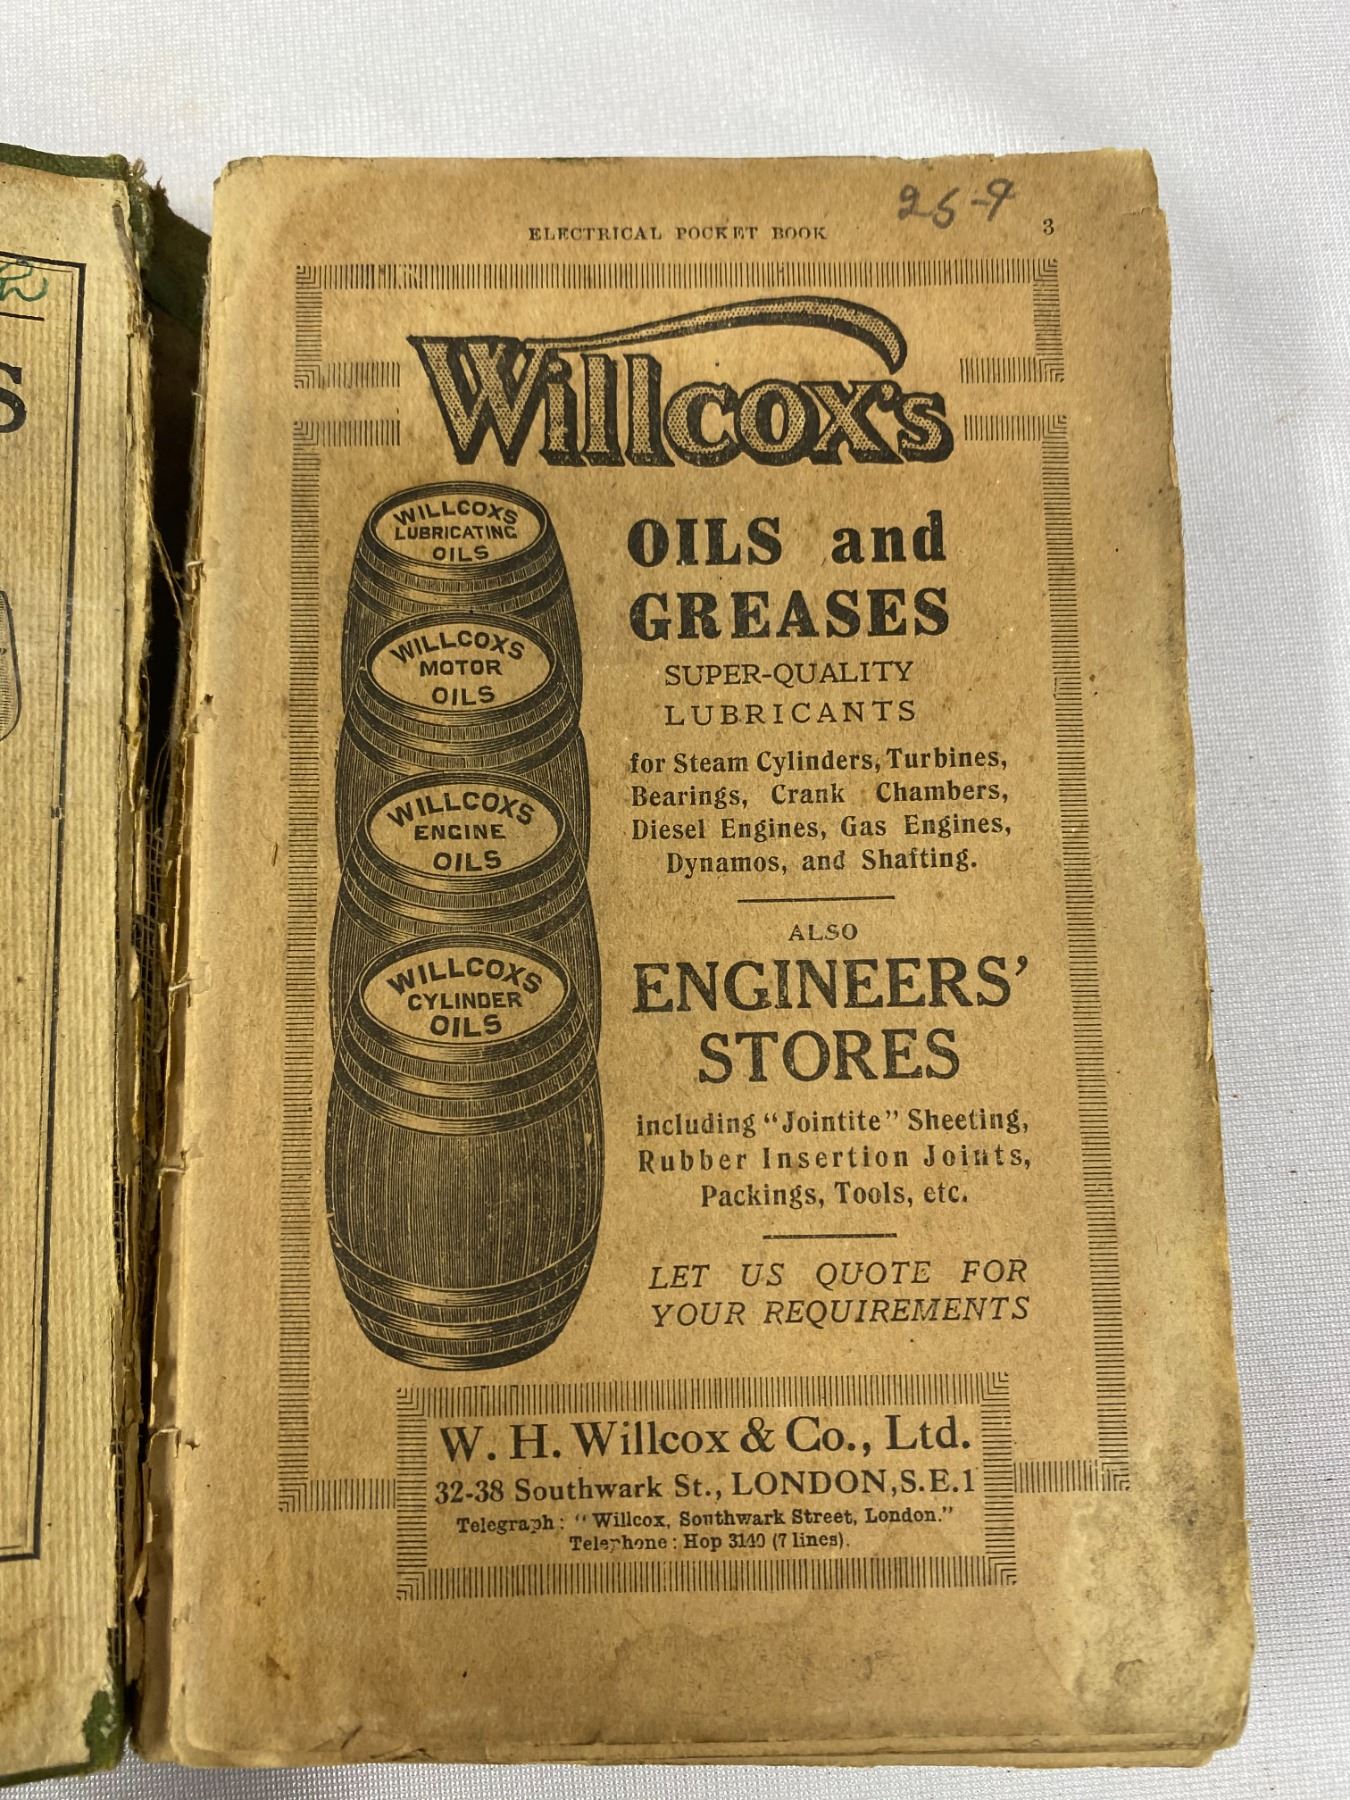 25-9
ELECTRICAL POCKET BOOK 3
Willcox's
WILLCOXS
LUBRICATING
OILS
WILLCOXS
MOTOR
OILS
WILLCOXS
ENGINE
OILS
WILLCOXS
CYLINDER
OILS
OILS and
GREASES
SUPER-QUALITY
LUBRICANTS
for Steam Cylinders, Turbines,
Bearings, Crank Chambers,
Diesel Engines, Gas Engines,
Dynamos, and Shafting.
ALSO
ENGINEERS'
STORES
including "Jointite" Sheeting,
Rubber Insertion Joints,
Packings, Tools, etc.
LET US QUOTE FOR
YOUR REQUIREMENTS
W. H. Willcox & Co., Ltd.
32-38 Southwark St., LONDON, S.E.1
Telegraph: "Willcox, Southwark Street, London."
Telephone: Hop 3140 (7 lines).
S